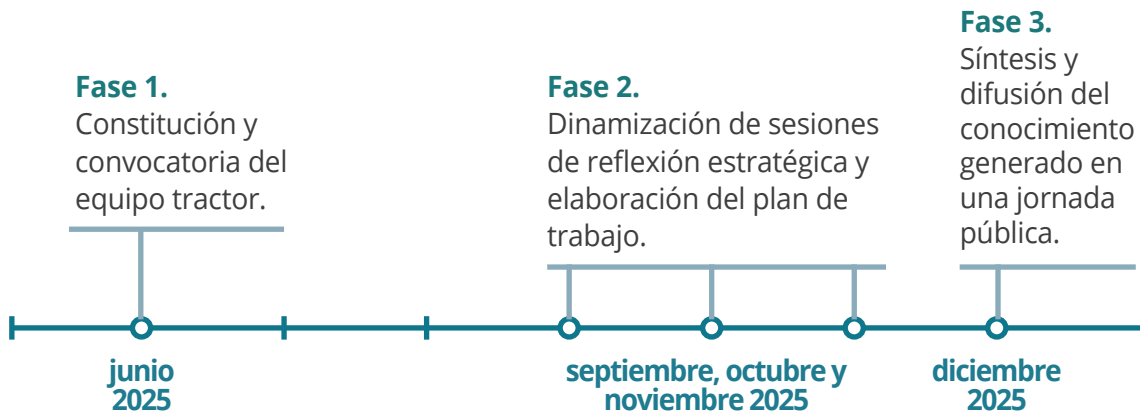 Fase 1.
Constitución y
convocatoria del
equipo tractor.
Fase 2.
Dinamización de sesiones
de reflexión estratégica y
elaboración del plan de
trabajo.
Fase 3.
Síntesis y
difusión del
conocimiento
generado en
una jornada
pública.
junio
2025
septiembre, octubre y
noviembre 2025
diciembre
2025